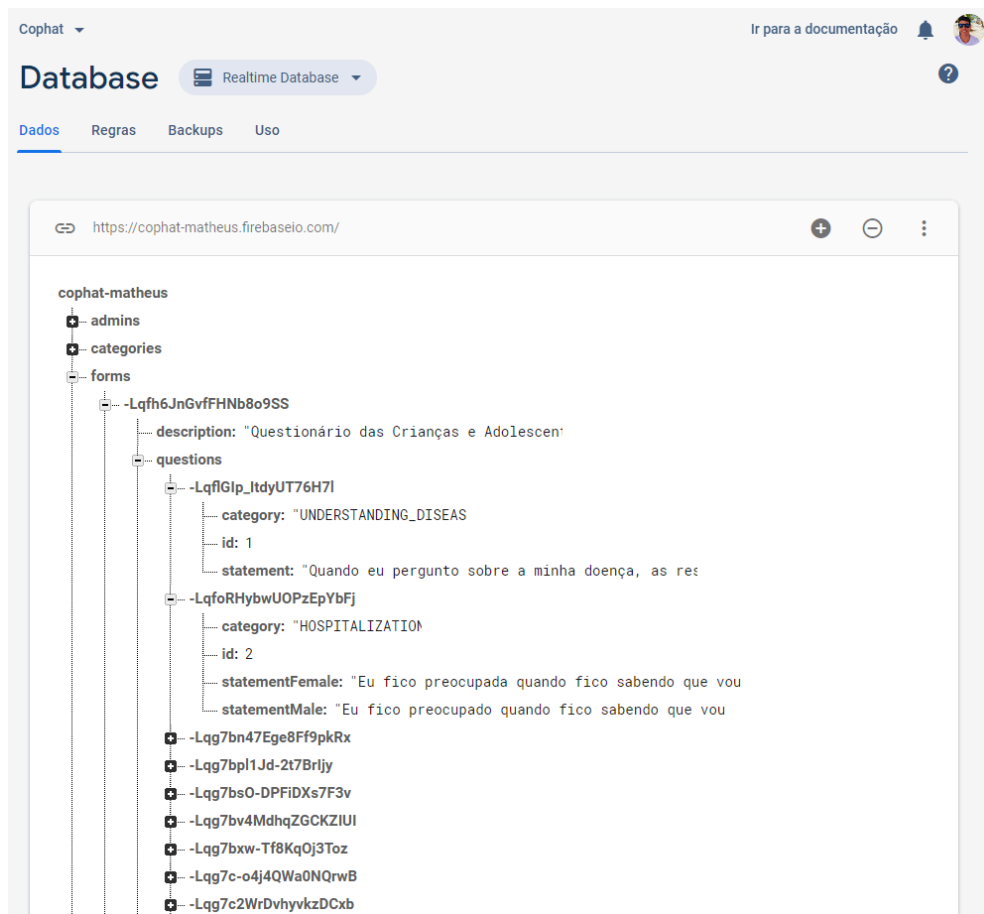 Cophat Ir para a documentação
Database Realtime Database
Dados Regras Backups Uso
https://cophat-matheus.firebaseio.com/
cophat-matheus
admins
categories
forms
-Lqfh6JnGvfFHNb8o9SS
description: "Questionário das Crianças e Adolescent
questions
-LqflGIp_ItdyUT76H7l
category: "UNDERSTANDING_DISEAS
id: 1
statement: "Quando eu pergunto sobre a minha doença, as res
-LqfoRHybwUOPzEpYbFj
category: "HOSPITALIZATION
id: 2
statementFemale: "Eu fico preocupada quando fico sabendo que vou
statementMale: "Eu fico preocupado quando fico sabendo que vou
-Lqg7bn47Ege8Ff9pkRx
-Lqg7bpl1Jd-2t7BrIjy
-Lqg7bsO-DPFiDXs7F3v
-Lqg7bv4MdhqZGCKZIUI
-Lqg7bxw-Tf8KqOj3Toz
-Lqg7c-o4j4QWa0NQrwB
-Lqg7c2WrDvhyvkzDCxb